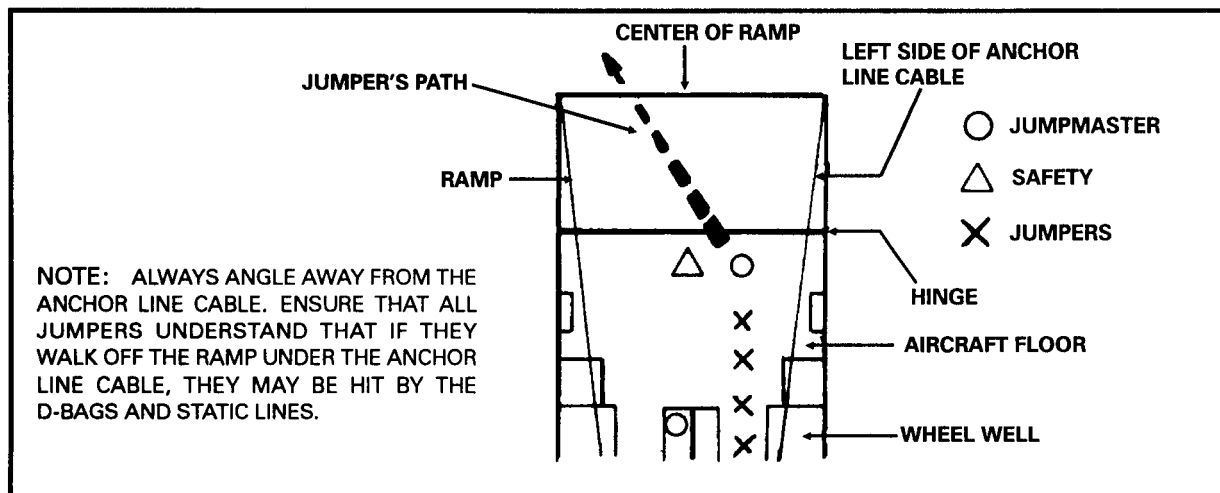 CENTER OF RAMP
LEFT SIDE OF ANCHOR
LINE CABLE
JUMPER'S PATH
JUMPMASTER
RAMP
SAFETY
JUMPERS
NOTE: ALWAYS ANGLE AWAY FROM THE
ANCHOR LINE CABLE. ENSURE THAT ALL
JUMPERS UNDERSTAND THAT IF THEY
WALK OFF THE RAMP UNDER THE ANCHOR
LINE CABLE, THEY MAY BE HIT BY THE
D-BAGS AND STATIC LINES.
HINGE
AIRCRAFT FLOOR
WHEEL WELL